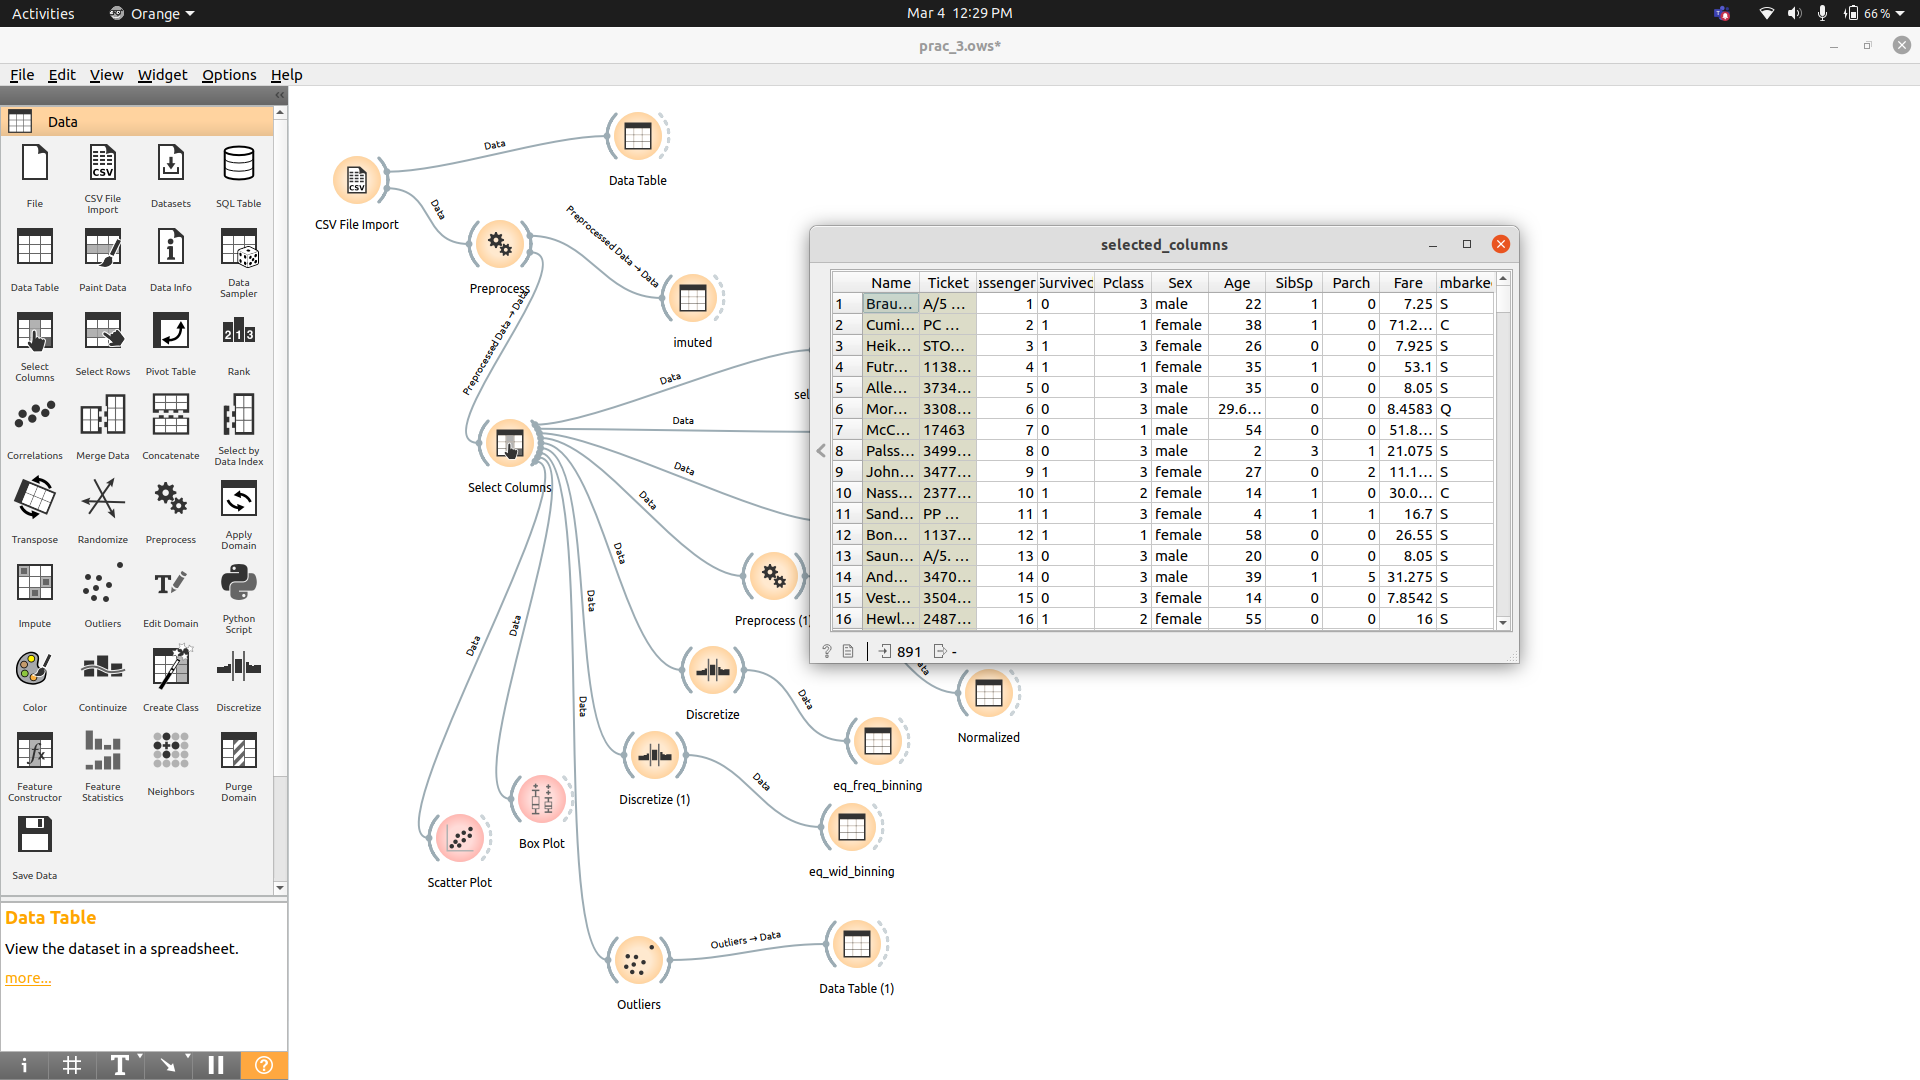 Activities
Orange
Mar 4 12:29 PM
66 %
prac_3.ows*
File Edit View Widget Options Help
Data
File
CSV File Import
Datasets
SQL Table
Data Table
Paint Data
Data Info
Data Sampler
Select Columns
Select Rows
Pivot Table
Rank
Correlations
Merge Data
Concatenate
Select by Data Index
Transpose
Randomize
Preprocess
Apply Domain
Impute
Outliers
Edit Domain
Python Script
Color
Continuize
Create Class
Discretize
Feature Constructor
Feature Statistics
Neighbors
Purge Domain
Save Data
Data Table
View the dataset in a spreadsheet.
more...
CSV File Import
Data
Data Table
Data
Preprocess
Preprocessed Data → Data
imuted
Preprocessed Data → Data
Select Columns
Data
sel
Data
Data
Data
Preprocess (1)
Data
Discretize
Data
eq_freq_binning
Data
Discretize (1)
Data
eq_wid_binning
Data
Box Plot
Data
Scatter Plot
Data
Outliers
Outliers → Data
Data Table (1)
ata
Normalized
selected_columns
Name Ticket assenger Survivec Pclass Sex Age SibSp Parch Fare mbarke
1 Brau... A/5 ... 1 0 3 male 22 1 0 7.25 S
2 Cumi... PC ... 2 1 1 female 38 1 0 71.2... C
3 Heik... STO... 3 1 3 female 26 0 0 7.925 S
4 Futr... 1138... 4 1 1 female 35 1 0 53.1 S
5 Alle... 3734... 5 0 3 male 35 0 0 8.05 S
6 Mor... 3308... 6 0 3 male 29.6... 0 0 8.4583 Q
7 McC... 17463 7 0 1 male 54 0 0 51.8... S
8 Palss... 3499... 8 0 3 male 2 3 1 21.075 S
9 John... 3477... 9 1 3 female 27 0 2 11.1... S
10 Nass... 2377... 10 1 2 female 14 1 0 30.0... C
11 Sand... PP ... 11 1 3 female 4 1 1 16.7 S
12 Bon... 1137... 12 1 1 female 58 0 0 26.55 S
13 Saun... A/5. ... 13 0 3 male 20 0 0 8.05 S
14 And... 3470... 14 0 3 male 39 1 5 31.275 S
15 Vest... 3504... 15 0 3 female 14 0 0 7.8542 S
16 Hewl... 2487... 16 1 2 female 55 0 0 16 S
891 -